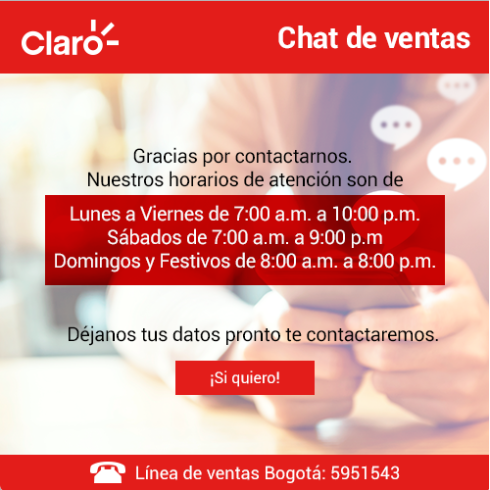 Claro
Chat de ventas
Gracias por contactarnos.
Nuestros horarios de atención son de
Lunes a Viernes de 7:00 a.m. a 10:00 p.m.
Sábados de 7:00 a.m. a 9:00 p.m
Domingos y Festivos de 8:00 a.m. a 8:00 p.m.
Déjanos tus datos pronto te contactaremos.
¡Si quiero!
Línea de ventas Bogotá: 5951543